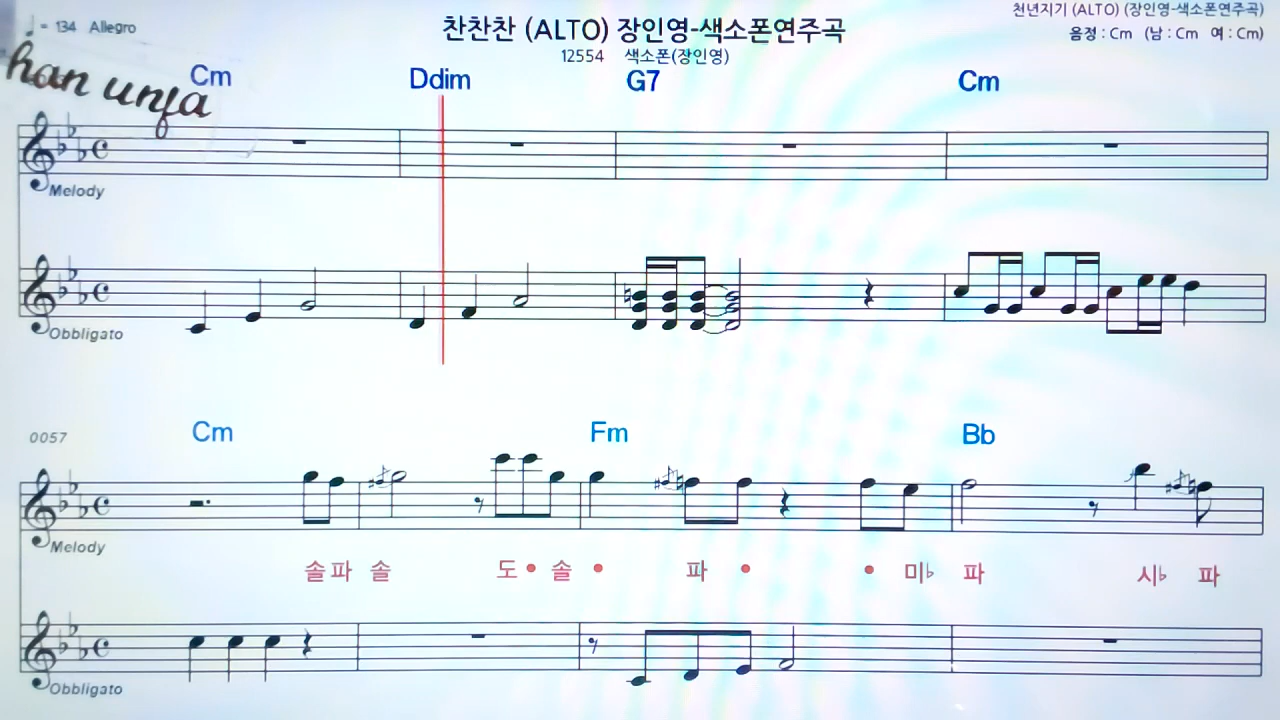 ♩ = 134 Allegro
찬찬찬 (ALTO) 장인영-색소폰연주곡
천년지기 (ALTO) (장인영-색소폰연주곡)
12554 색소폰(장인영)
음정 : Cm (남 : Cm 여 : Cm)
han unja
Cm Ddim G7 Cm
Melody
Obbligato
0057
Cm Fm Bb
Melody
솔 파 솔 도 • 솔 • 파 • • 미♭ 파 시♭ 파
Obbligato